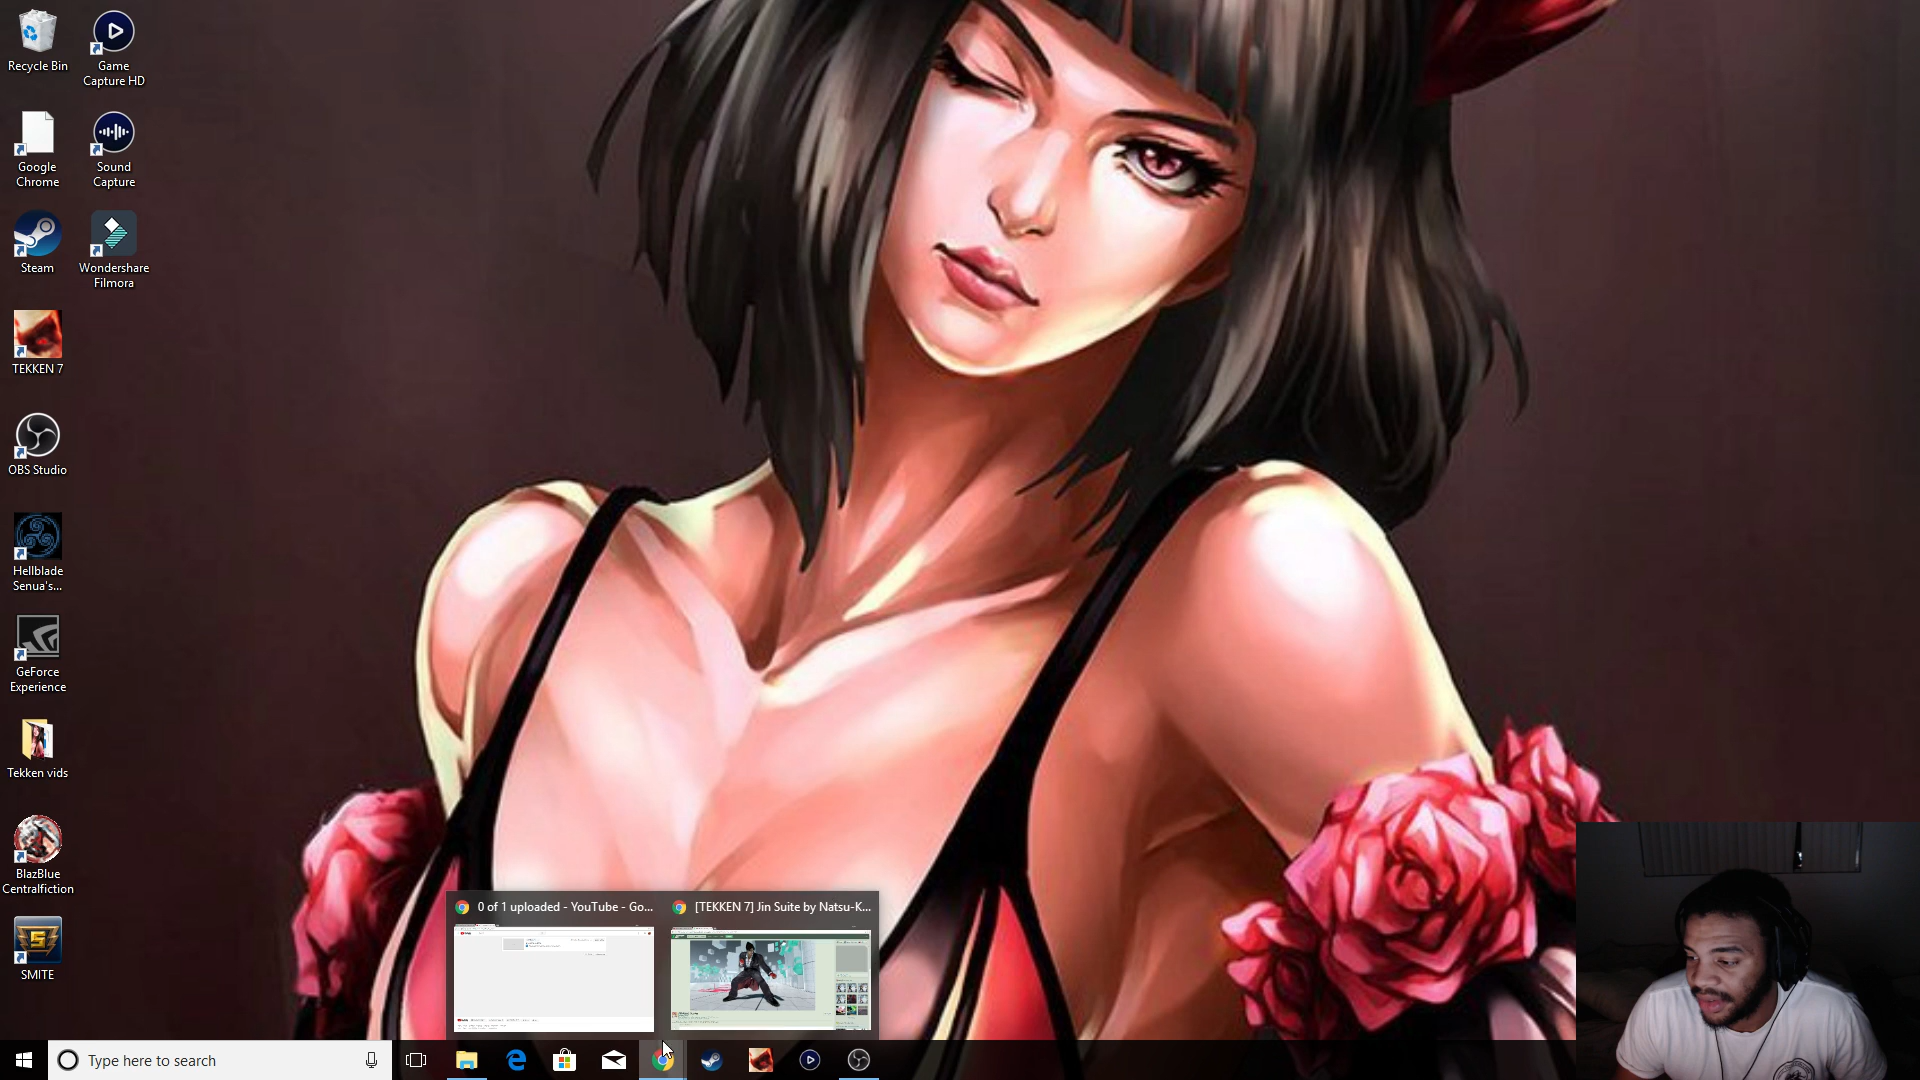 Recycle Bin
Game
Capture HD
Google
Chrome
Sound
Capture
Steam
Wondershare
Filmora
TEKKEN 7
OBS Studio
Hellblade
Senua's...
GeForce
Experience
Tekken vids
BlazBlue
Centralfiction
SMITE
0 of 1 uploaded - YouTube - Go...
[TEKKEN 7] Jin Suite by Natsu-K...
Type here to search